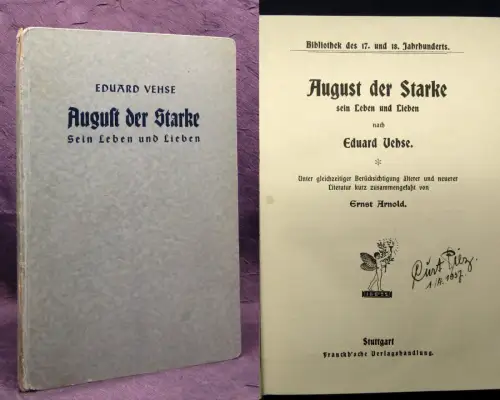 EDUARD VEHSE
August der Starke
Sein Leben und Lieben
Bibliothek des 17. und 18. Jahrhunderts.
August der Starke
sein Leben und Lieben
nach
Eduard Vehse.
*
Unter gleichzeitiger Berücksichtigung älterer und neuerer
Literatur kurz zusammengefaßt von
Ernst Arnold.
Curt
Stuttgart
Franckh'sche Verlagshandlung.